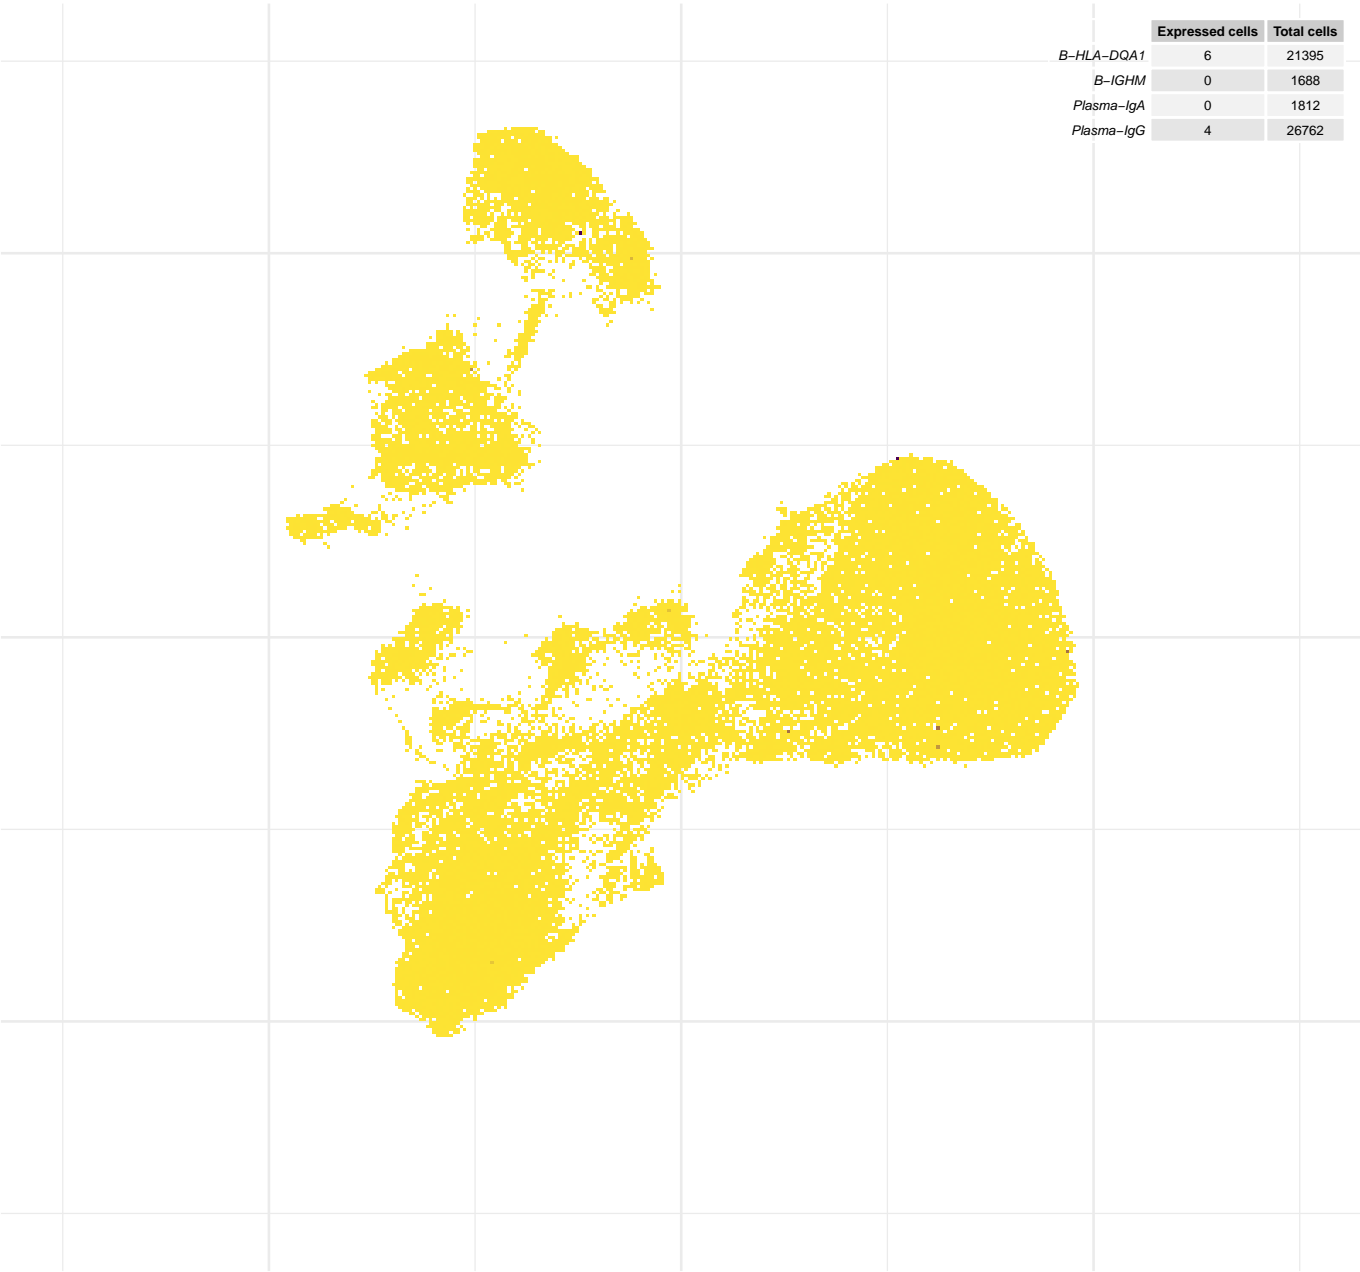 Expressed cells Total cells
B−HLA−DQA1 6 21395
B−IGHM 0 1688
Plasma−IgA 0 1812
Plasma−IgG 4 26762